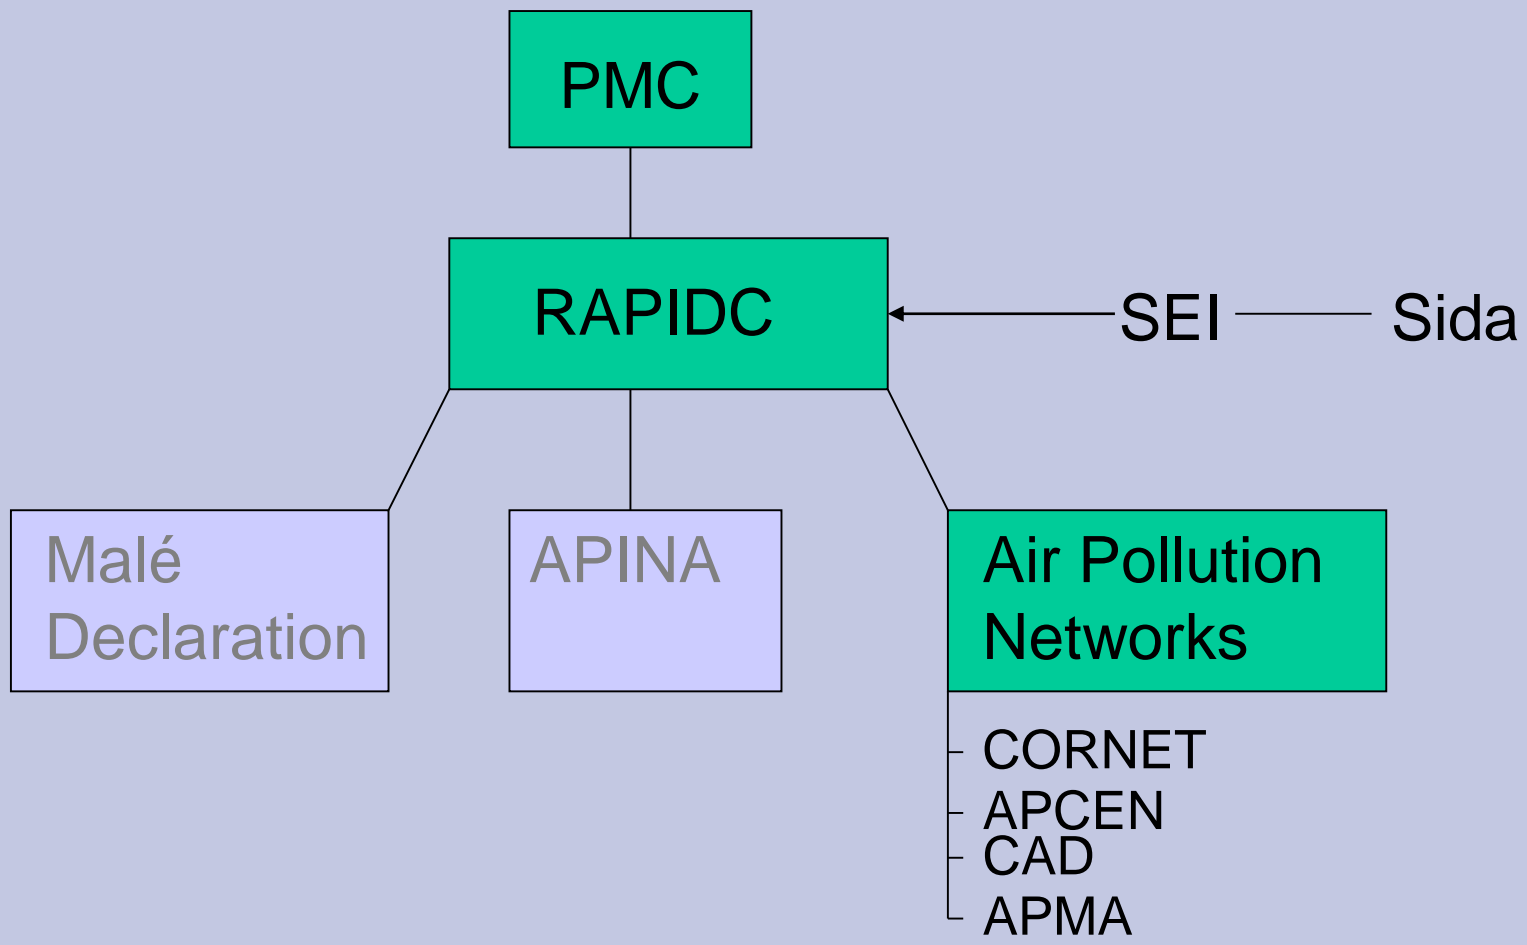 PMC
RAPIDC
SEI
Sida
Malé
Declaration
APINA
Air Pollution
Networks
CORNET
APCEN
CAD
APMA